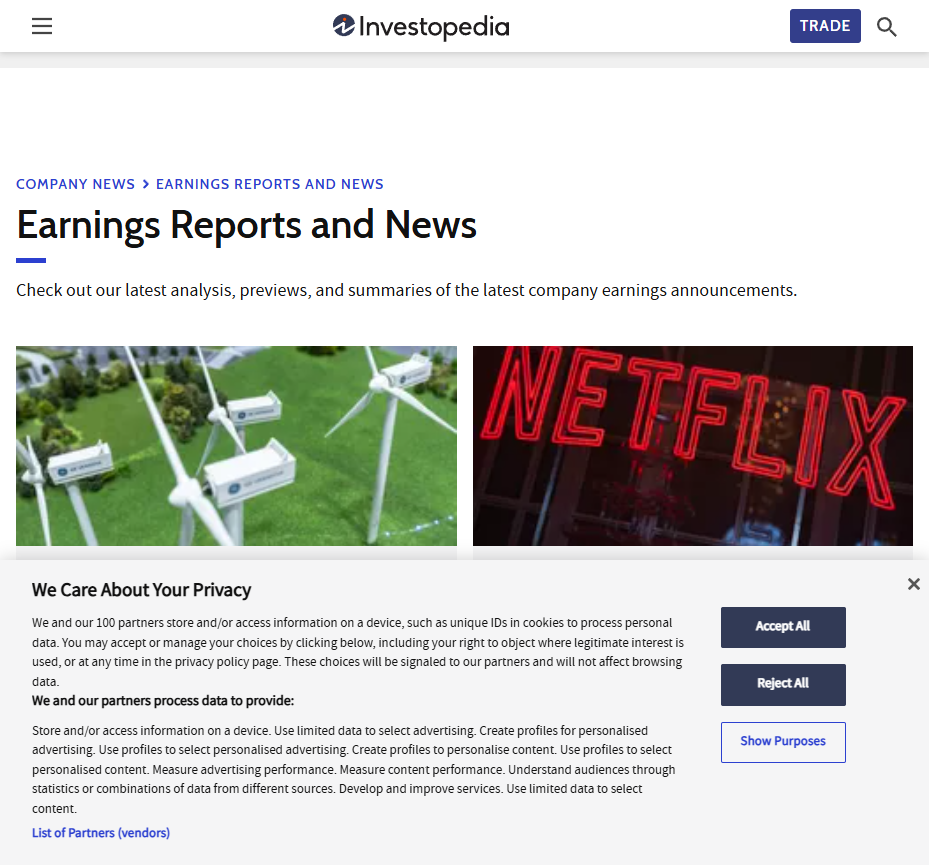 Investopedia
TRADE
COMPANY NEWS > EARNINGS REPORTS AND NEWS
Earnings Reports and News
Check out our latest analysis, previews, and summaries of the latest company earnings announcements.
NETFLIX
We Care About Your Privacy
We and our 100 partners store and/or access information on a device, such as unique IDs in cookies to process personal
data. You may accept or manage your choices by clicking below, including your right to object where legitimate interest is
used, or at any time in the privacy policy page. These choices will be signaled to our partners and will not affect browsing
data.
We and our partners process data to provide:
Store and/or access information on a device. Use limited data to select advertising. Create profiles for personalised
advertising. Use profiles to select personalised advertising. Create profiles to personalise content. Use profiles to select
personalised content. Measure advertising performance. Measure content performance. Understand audiences through
statistics or combinations of data from different sources. Develop and improve services. Use limited data to select
content.
List of Partners (vendors)
Accept All
Reject All
Show Purposes